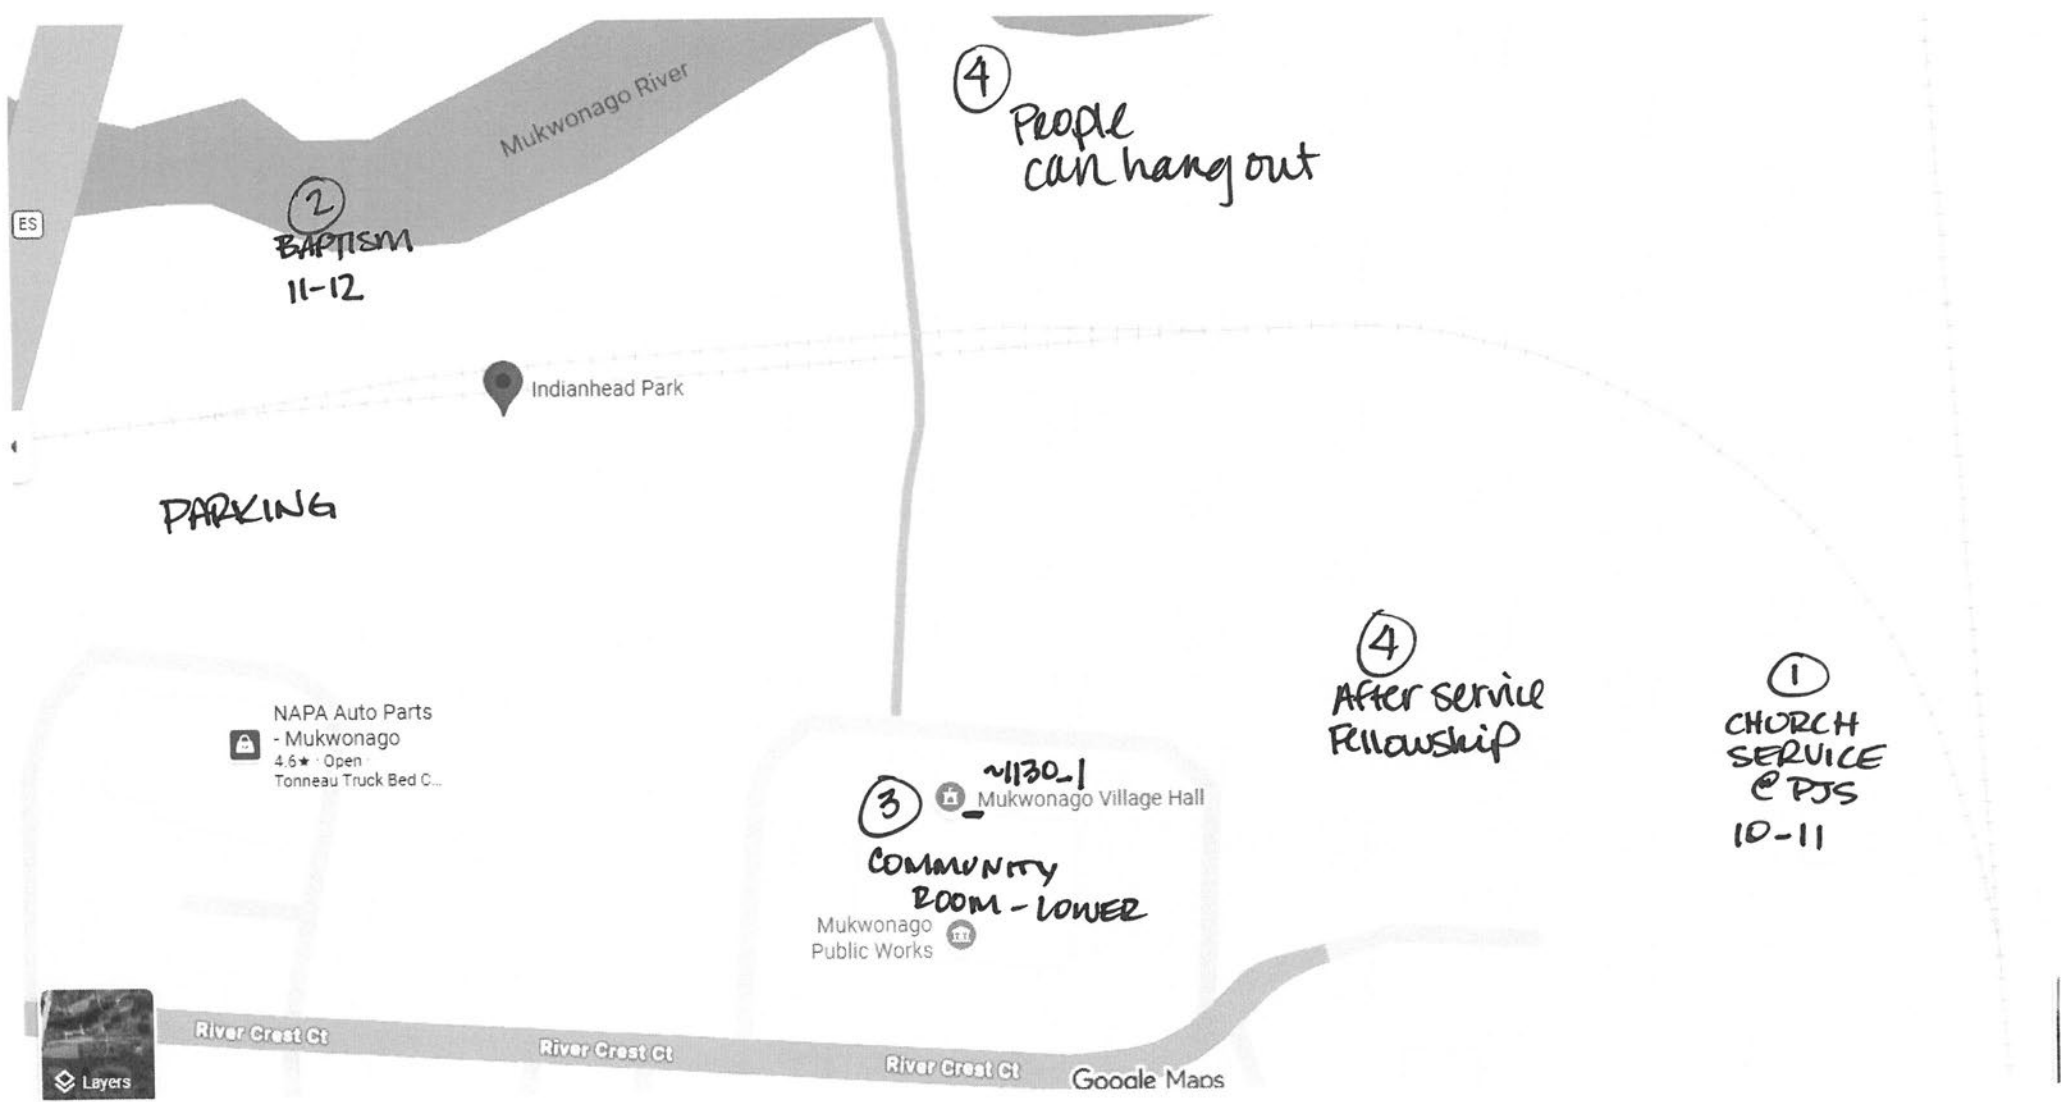 4
People
can hang out
Mukwonago River
2
ES
BAPTISM
11-12
Indianhead Park
PARKING
4
After service
Fellowship
1
CHURCH
SERVICE
@ PJS
10-11
NAPA Auto Parts
- Mukwonago
4.6★ · Open
Tonneau Truck Bed C...
~1130-1
3
Mukwonago Village Hall
COMMUNITY
ROOM - LOWER
Mukwonago
Public Works
River Crest Ct
River Crest Ct
River Crest Ct
Google Maps
Layers